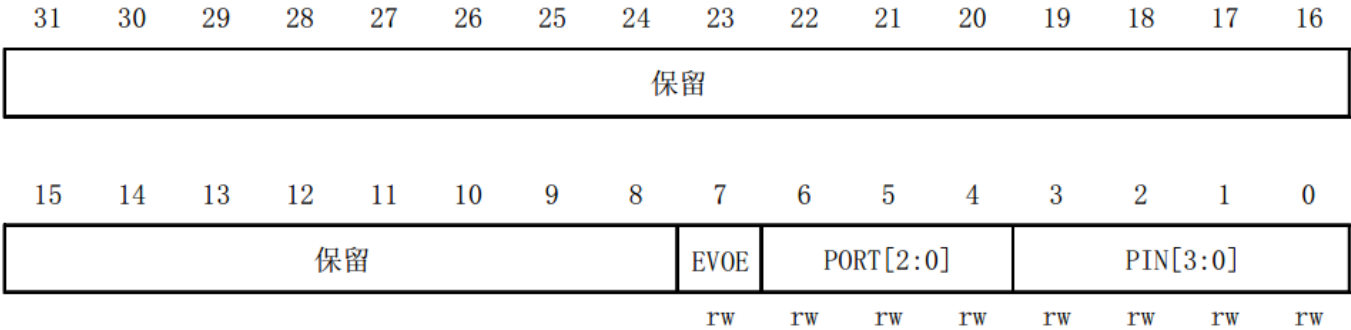 31 30 29 28 27 26 25 24 23 22 21 20 19 18 17 16
保留
15 14 13 12 11 10 9 8 7 6 5 4 3 2 1 0
保留 EVOE PORT[2:0] PIN[3:0]
rw rw rw rw rw rw rw rw